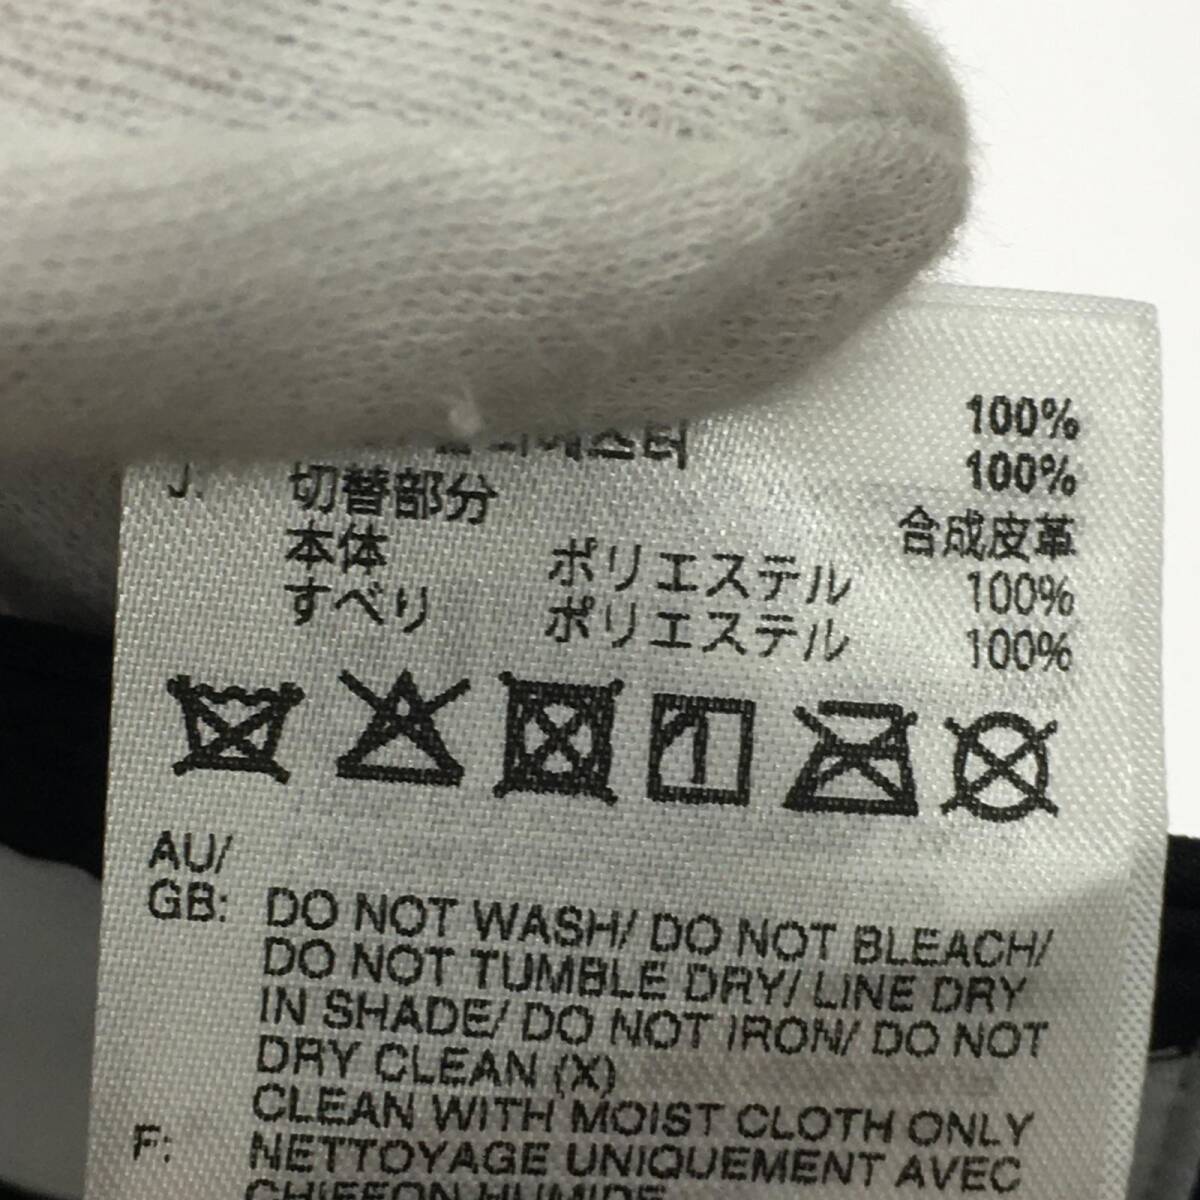 100%
100%
J: 切替部分 合成皮革
本体 ポリエステル 100%
すべり ポリエステル 100%
AU/
GB: DO NOT WASH/ DO NOT BLEACH/
DO NOT TUMBLE DRY/ LINE DRY
IN SHADE/ DO NOT IRON/ DO NOT
DRY CLEAN (X)
CLEAN WITH MOIST CLOTH ONLY
F: NETTOYAGE UNIQUEMENT AVEC
CHIFFON HUMIDE